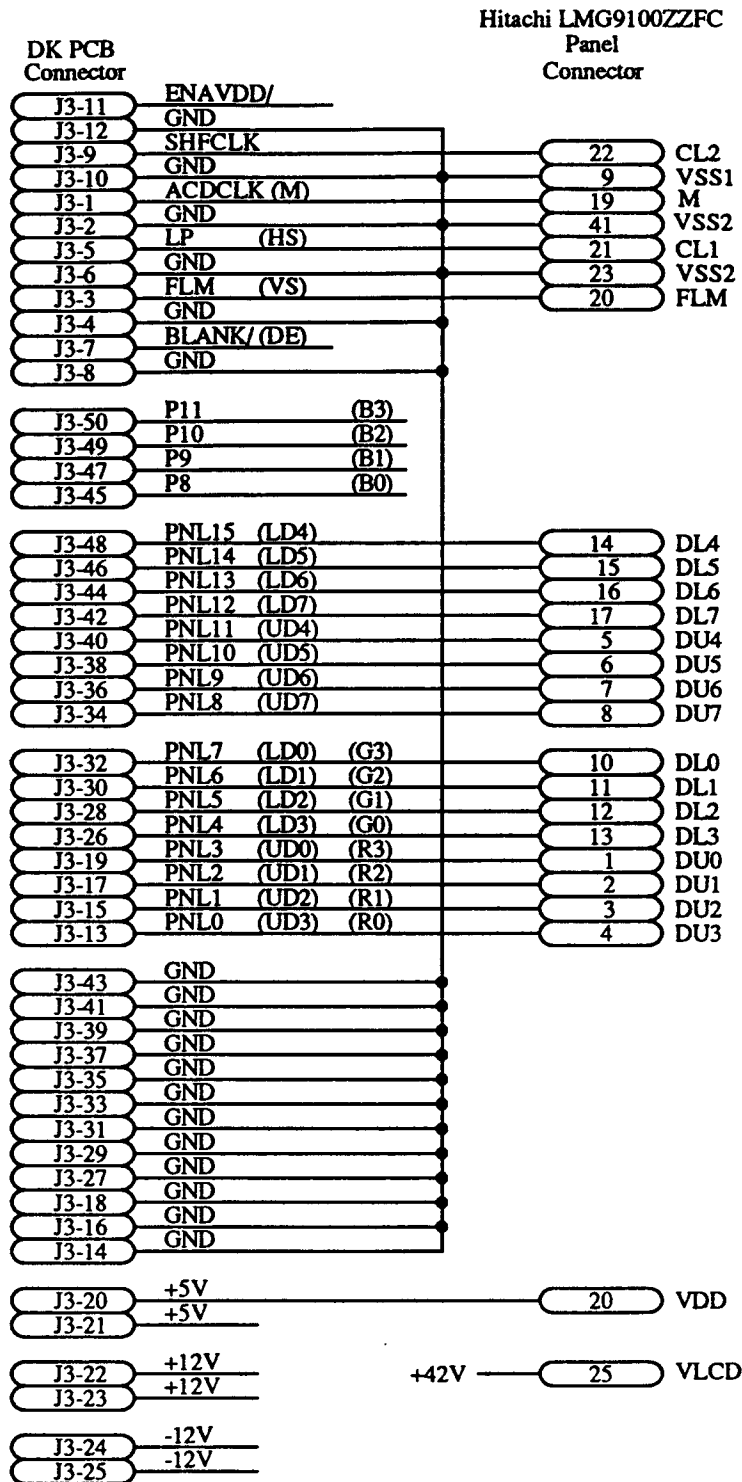 Hitachi LMG9100ZZFC
DK PCB Panel
Connector Connector
J3-11 ENAVDD/
J3-12 GND
J3-9 SHFCLK 22 CL2
J3-10 GND 9 VSS1
J3-1 ACDCLK (M) 19 M
J3-2 GND 41 VSS2
J3-5 LP (HS) 21 CL1
J3-6 GND 23 VSS2
J3-3 FLM (VS) 20 FLM
J3-4 GND
J3-7 BLANK/ (DE)
J3-8 GND
J3-50 P11 (B3)
J3-49 P10 (B2)
J3-47 P9 (B1)
J3-45 P8 (B0)
J3-48 PNL15 (LD4) 14 DL4
J3-46 PNL14 (LD5) 15 DL5
J3-44 PNL13 (LD6) 16 DL6
J3-42 PNL12 (LD7) 17 DL7
J3-40 PNL11 (UD4) 5 DU4
J3-38 PNL10 (UD5) 6 DU5
J3-36 PNL9 (UD6) 7 DU6
J3-34 PNL8 (UD7) 8 DU7
J3-32 PNL7 (LD0) (G3) 10 DL0
J3-30 PNL6 (LD1) (G2) 11 DL1
J3-28 PNL5 (LD2) (G1) 12 DL2
J3-26 PNL4 (LD3) (G0) 13 DL3
J3-19 PNL3 (UD0) (R3) 1 DU0
J3-17 PNL2 (UD1) (R2) 2 DU1
J3-15 PNL1 (UD2) (R1) 3 DU2
J3-13 PNL0 (UD3) (R0) 4 DU3
J3-43 GND
J3-41 GND
J3-39 GND
J3-37 GND
J3-35 GND
J3-33 GND
J3-31 GND
J3-29 GND
J3-27 GND
J3-18 GND
J3-16 GND
J3-14 GND
J3-20 +5V 20 VDD
J3-21 +5V
J3-22 +12V +42V 25 VLCD
J3-23 +12V
J3-24 -12V
J3-25 -12V